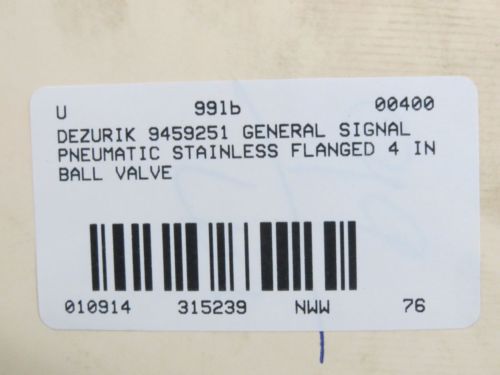 U 991b 00400
DEZURIK 9459251 GENERAL SIGNAL
PNEUMATIC STAINLESS FLANGED 4 IN
BALL VALVE
010914 315239 NWW 76